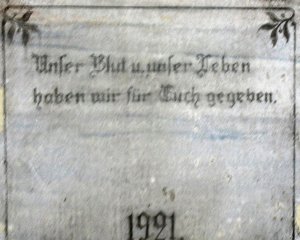 Unser Blut u. unser Leben
haben wir für Euch gegeben.
1921.